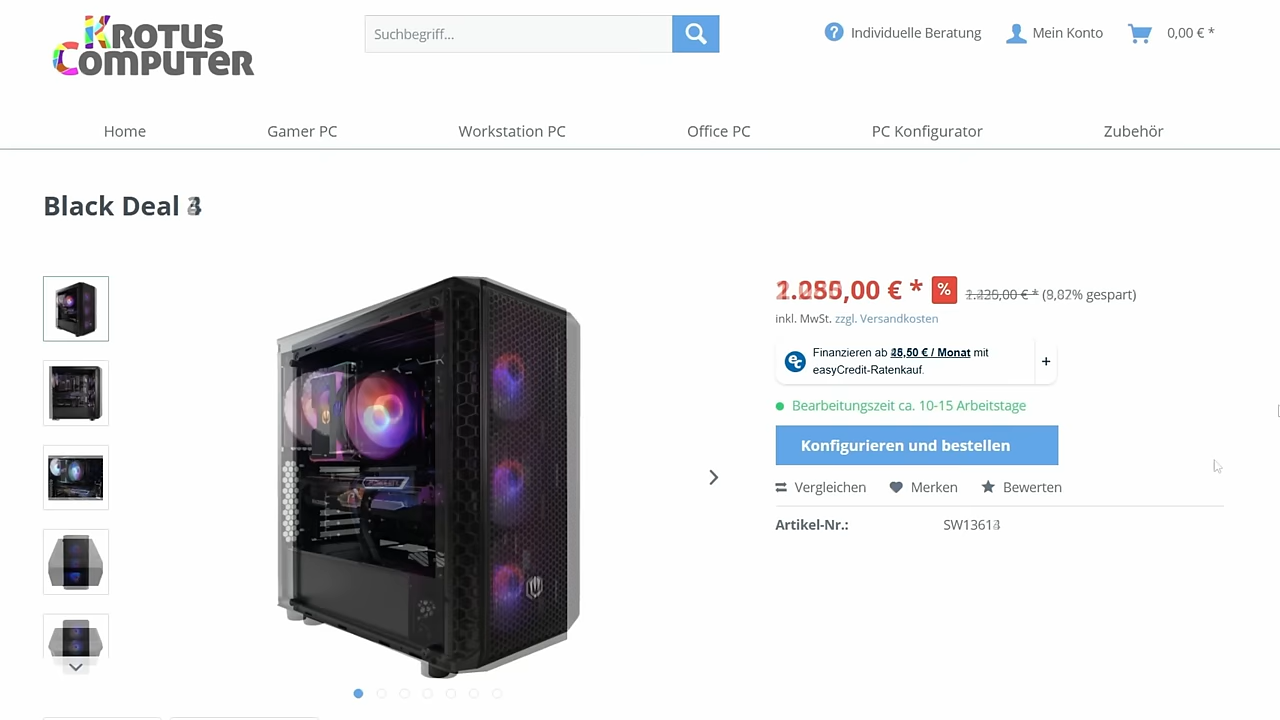 KROTUS
COMPUTER
Suchbegriff...
Individuelle Beratung
Mein Konto
0,00 € *
Home
Gamer PC
Workstation PC
Office PC
PC Konfigurator
Zubehör
Black Deal
%
gespart)
inkl. MwSt. zzgl. Versandkosten
Finanzieren ab € / Monat mit
easyCredit-Ratenkauf.
+
Bearbeitungszeit ca. 10-15 Arbeitstage
Konfigurieren und bestellen
Vergleichen
Merken
Bewerten
Artikel-Nr.: